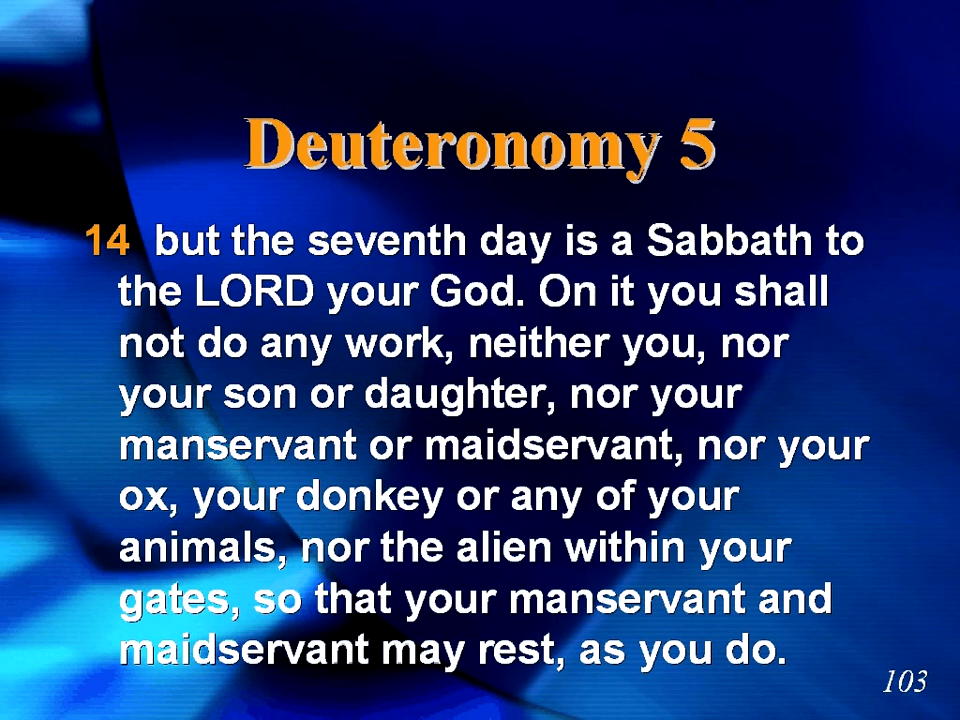 Deuteronomy 5
14 but the seventh day is a Sabbath to
the LORD your God. On it you shall
not do any work, neither you, nor
your son or daughter, nor your
manservant or maidservant, nor your
ox, your donkey or any of your
animals, nor the alien within your
gates, so that your manservant and
maidservant may rest, as you do.
103